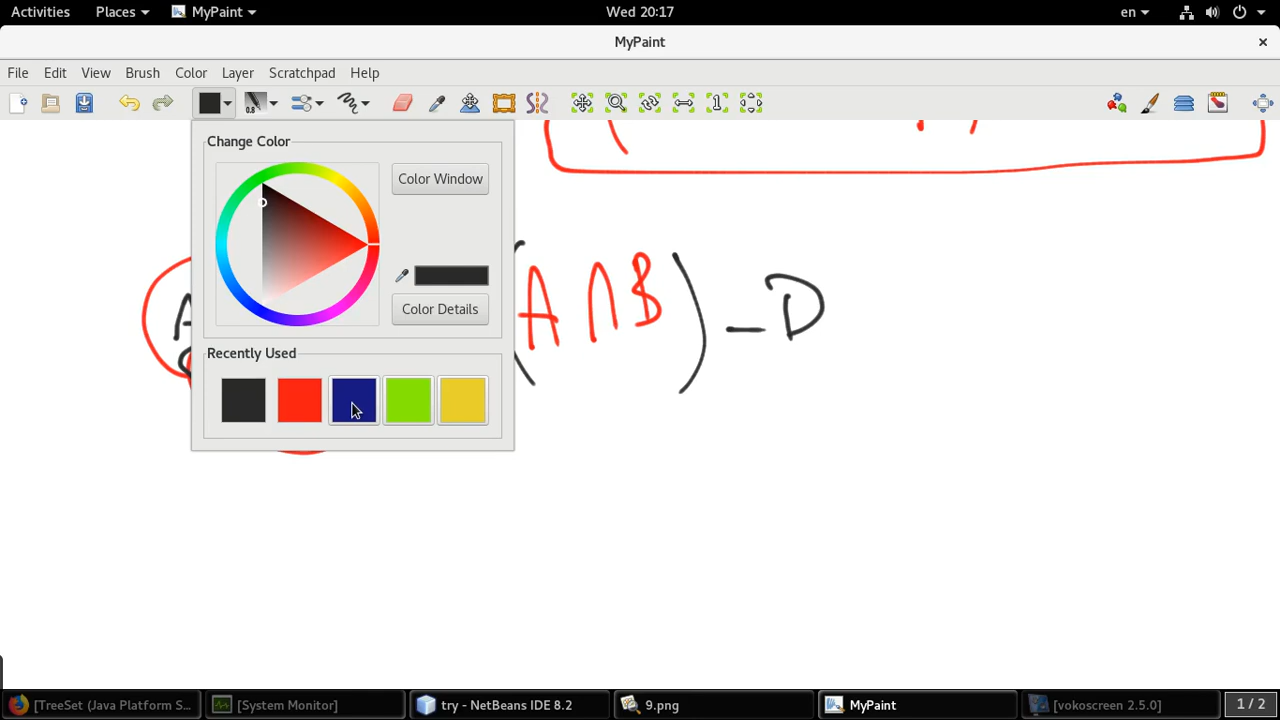 Activities Places MyPaint Wed 20:17 en
MyPaint
File Edit View Brush Color Layer Scratchpad Help
0.8
Change Color
Color Window
Color Details
Recently Used
A (A ∩ B) - D
[TreeSet (Java Platform S... [System Monitor] try - NetBeans IDE 8.2 9.png MyPaint [vokoscreen 2.5.0] 1 / 2